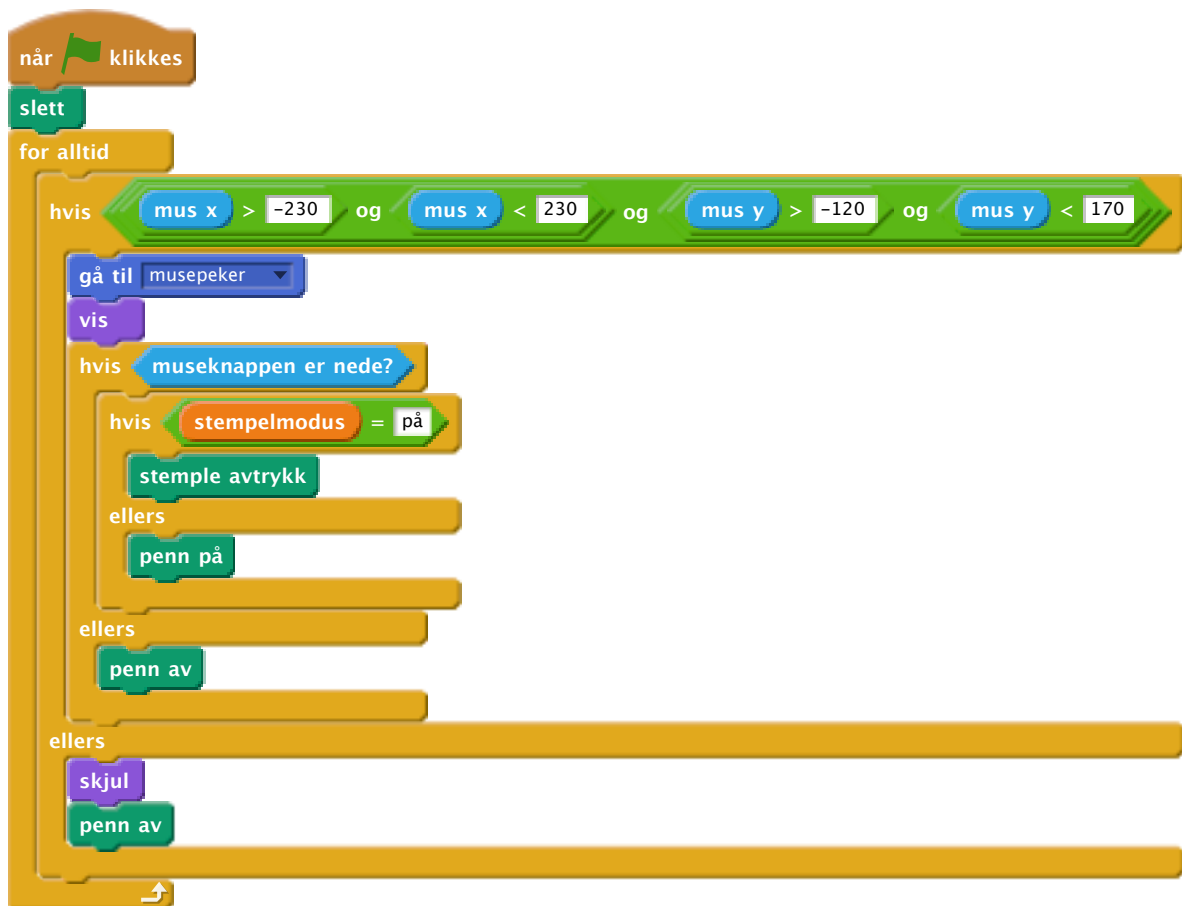 når klikkes
slett
for alltid
hvis mus x > -230 og mus x < 230 og mus y > -120 og mus y < 170
gå til musepeker
vis
hvis museknappen er nede?
hvis stempelmodus = på
stemple avtrykk
ellers
penn på
ellers
penn av
ellers
skjul
penn av